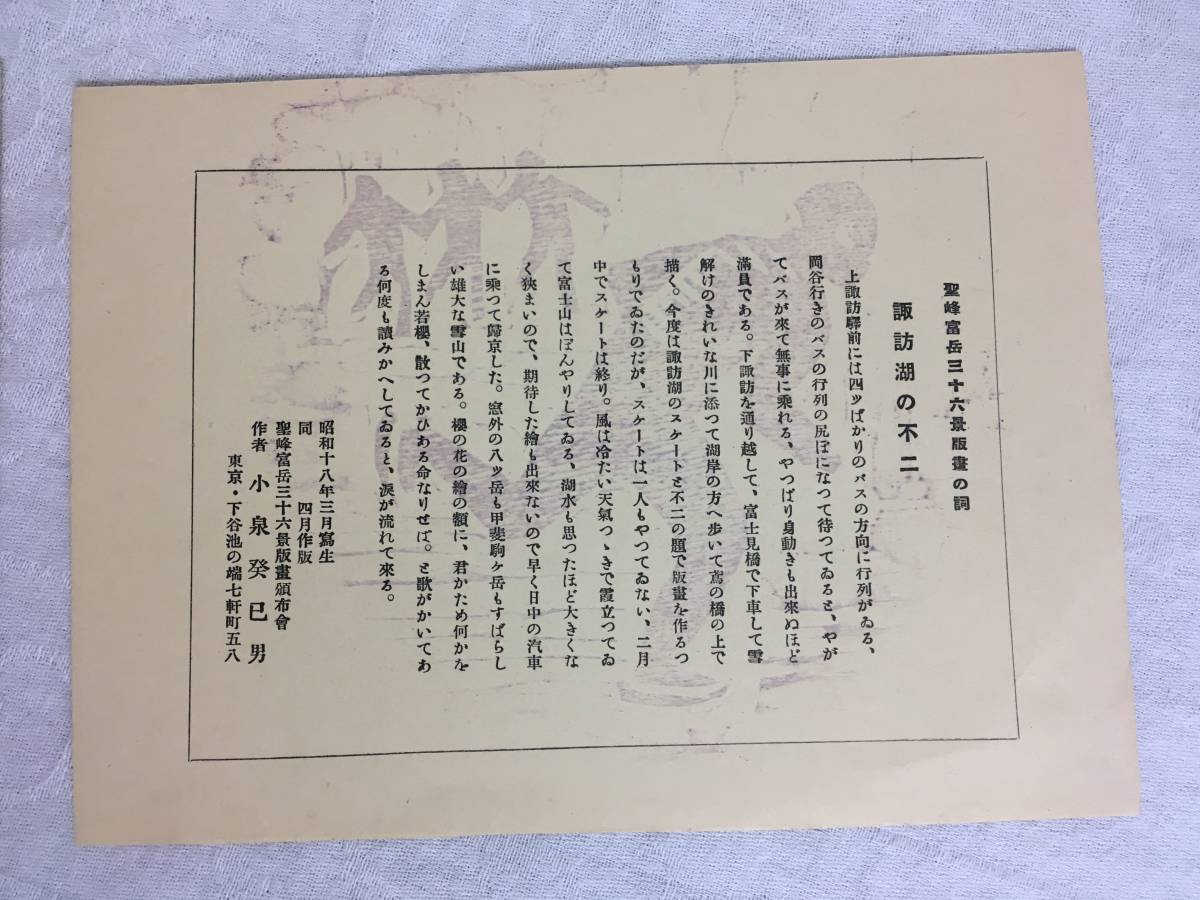 聖峰富岳三十六景版畫の詞
諏訪湖の不二
上諏訪驛前には四ッばかりのバスの方向に行列がゐる、
岡谷行きのバスの行列の尻ぽになつて待つてゐると、やが
てバスが來て無事に乘れる、やつぱり身動きも出來ぬほど
滿員である。下諏訪を通り越して、富士見橋で下車して雪
解けのきれいな川に添つて湖岸の方へ歩いて鳶の橋の上で
描く。今度は諏訪湖のスケートと不二の題で版畫を作るつ
もりでゐたのだが、スケートは一人もやつてゐない、二月
中でスケートは終り。風は冷たい天氣つゞきで霞立つてゐ
て富士山はぼんやりしてゐる、湖水も思つたほど大きくな
く狹まいので、期待した繪も出來ないので早く日中の汽車
に乘つて歸京した。窓外の八ッ岳も甲斐駒ヶ岳もすばらし
い雄大な雪山である。櫻の花の繪の額に、君かため何かを
しまん若櫻、散つてかひある命なりせば。と歌がかいてあ
る何度も讀みかへしてゐると、涙が流れて來る。
昭和十八年三月寫生
同　四月作版
聖峰富岳三十六景版畫頒布會
作者　小泉癸巳男
東京・下谷池の端七軒町五八